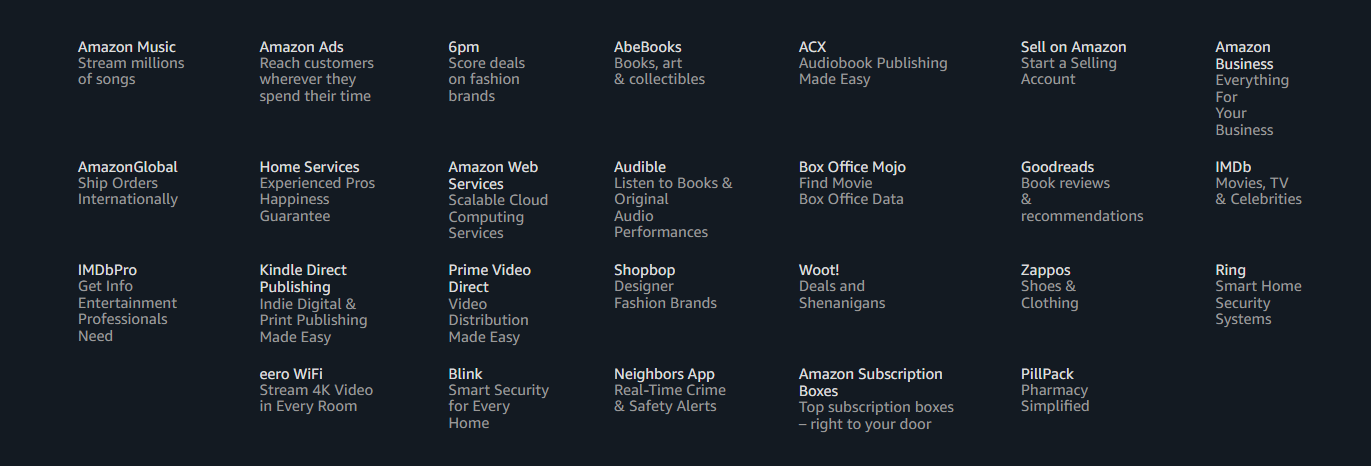 Amazon Music
Stream millions
of songs
Amazon Ads
Reach customers
wherever they
spend their time
6pm
Score deals
on fashion
brands
AbeBooks
Books, art
& collectibles
ACX
Audiobook Publishing
Made Easy
Sell on Amazon
Start a Selling
Account
Amazon
Business
Everything
For
Your
Business
AmazonGlobal
Ship Orders
Internationally
Home Services
Experienced Pros
Happiness
Guarantee
Amazon Web
Services
Scalable Cloud
Computing
Services
Audible
Listen to Books &
Original
Audio
Performances
Box Office Mojo
Find Movie
Box Office Data
Goodreads
Book reviews
&
recommendations
IMDb
Movies, TV
& Celebrities
IMDbPro
Get Info
Entertainment
Professionals
Need
Kindle Direct
Publishing
Indie Digital &
Print Publishing
Made Easy
Prime Video
Direct
Video
Distribution
Made Easy
Shopbop
Designer
Fashion Brands
Woot!
Deals and
Shenanigans
Zappos
Shoes &
Clothing
Ring
Smart Home
Security
Systems
eero WiFi
Stream 4K Video
in Every Room
Blink
Smart Security
for Every
Home
Neighbors App
Real-Time Crime
& Safety Alerts
Amazon Subscription
Boxes
Top subscription boxes
– right to your door
PillPack
Pharmacy
Simplified